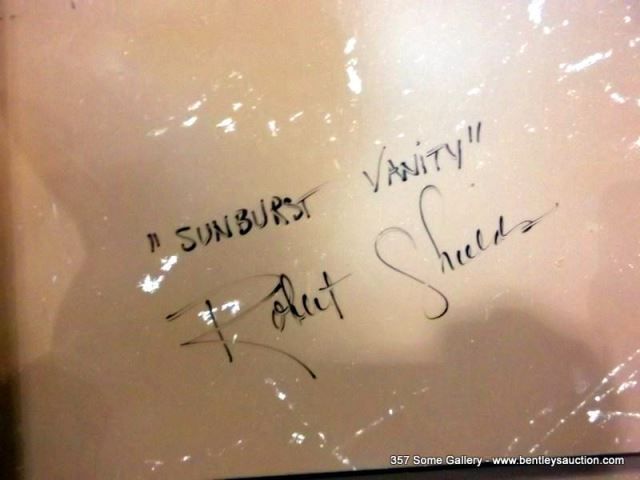 "SUNBURST VANITY"
Robert Shields
357 Some Gallery - www.bentleysauction.com